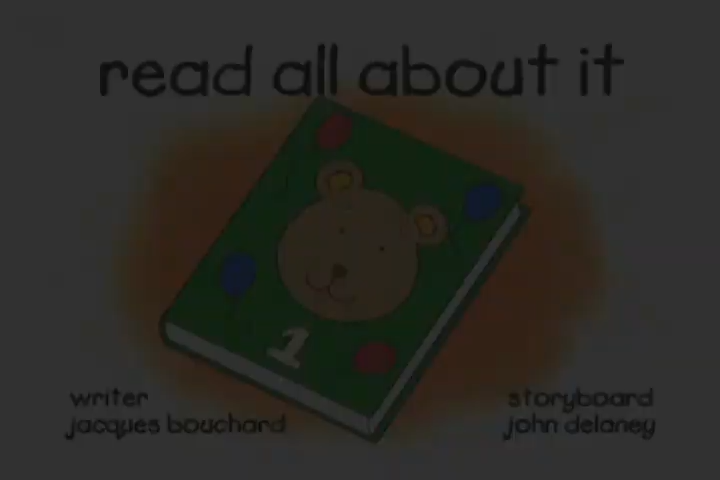 read all about it
1
writer
jacques bouchard
storyboard
john delaney